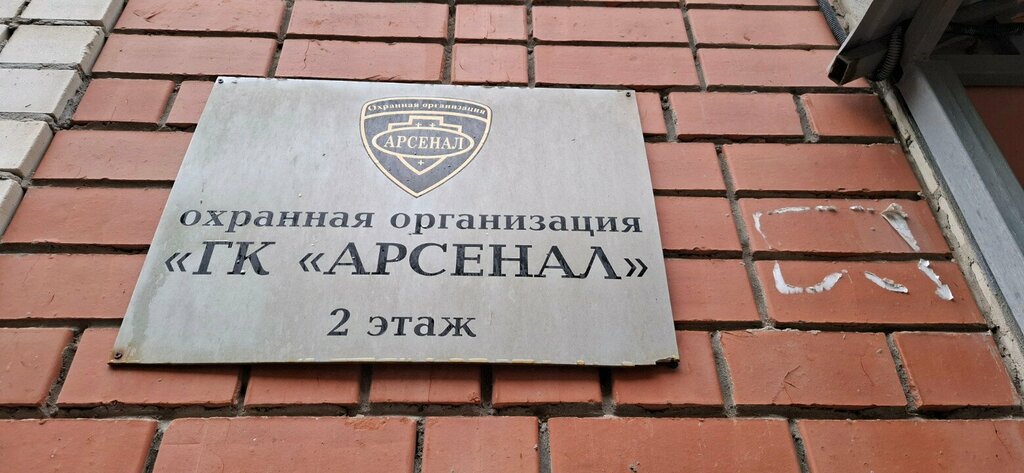 Охранная организация
АРСЕНАЛ
охранная организация
«ГК «АРСЕНАЛ»
2 этаж